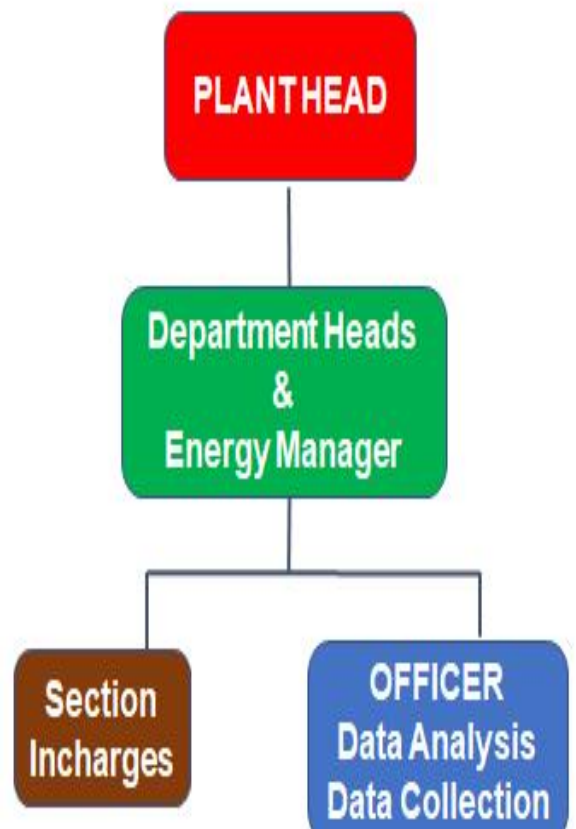 PLANT HEAD
Department Heads
&
Energy Manager
Section
Incharges
OFFICER
Data Analysis
Data Collection